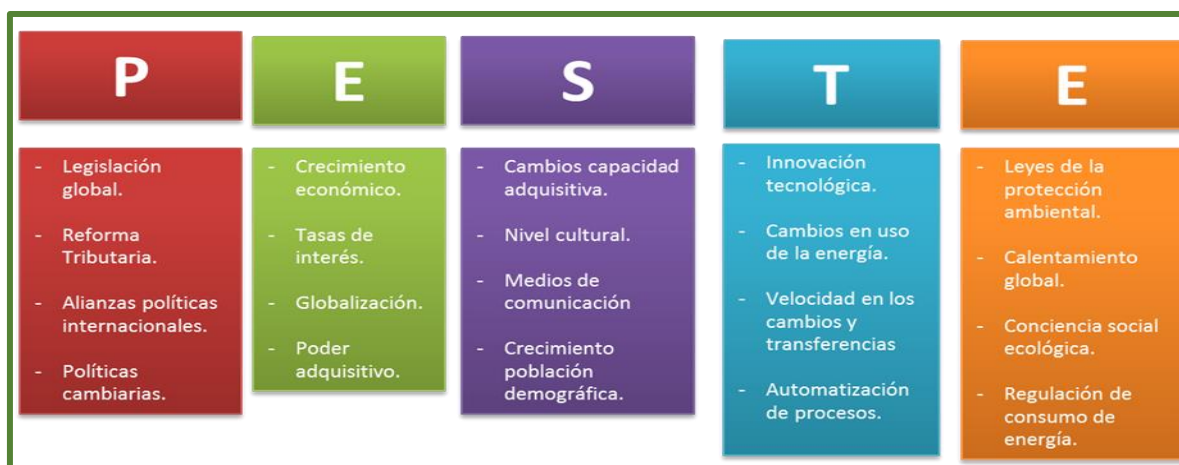 P
E
S
T
E
- Legislación
global.
- Reforma
Tributaria.
- Alianzas políticas
internacionales.
- Políticas
cambiarias.
- Crecimiento
económico.
- Tasas de
interés.
- Globalización.
- Poder
adquisitivo.
- Cambios capacidad
adquisitiva.
- Nivel cultural.
- Medios de
comunicación
- Crecimiento
población
demográfica.
- Innovación
tecnológica.
- Cambios en uso
de la energía.
- Velocidad en los
cambios y
transferencias
- Automatización
de procesos.
- Leyes de la
protección
ambiental.
- Calentamiento
global.
- Conciencia social
ecológica.
- Regulación de
consumo de
energía.